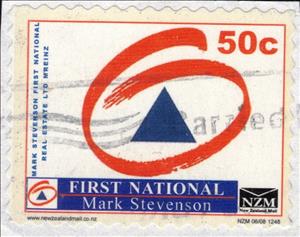 50c
MARK STEVENSON FIRST NATIONAL
REAL ESTATE LTD MREINZ
Carried
FIRST NATIONAL
Mark Stevenson
NZM
New Zealand Mail
www.newzealandmail.co.nz
NZM 06/08 1248